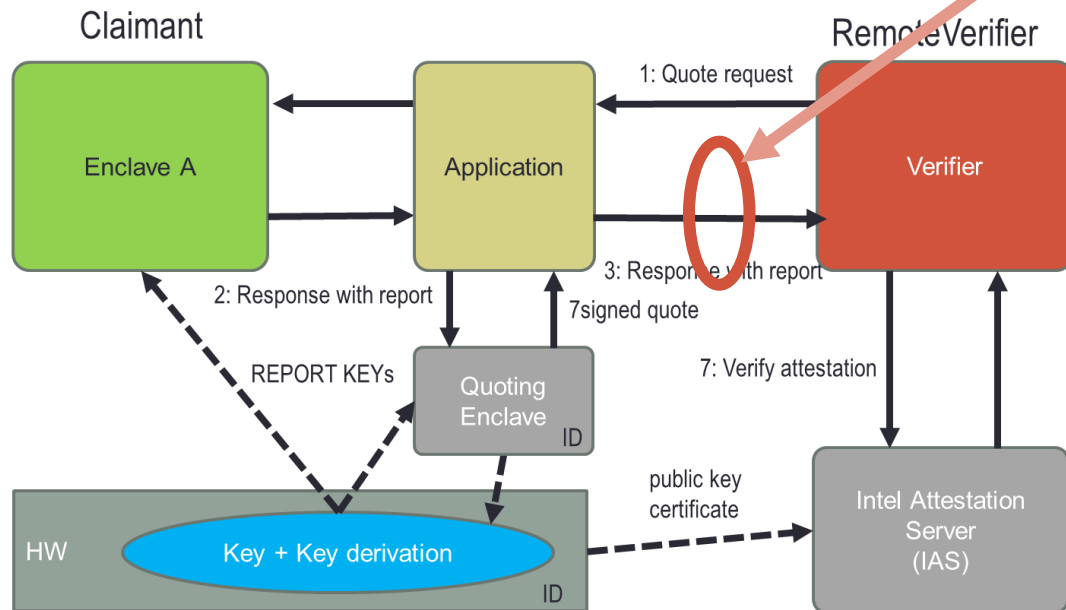 Claimant
RemoteVerifier
1: Quote request
Enclave A
Application
Verifier
3: Response with report
2: Response with report
7signed quote
REPORT KEYs
7: Verify attestation
Quoting
Enclave
ID
public key
certificate
Intel Attestation
Server
(IAS)
HW
Key + Key derivation
ID